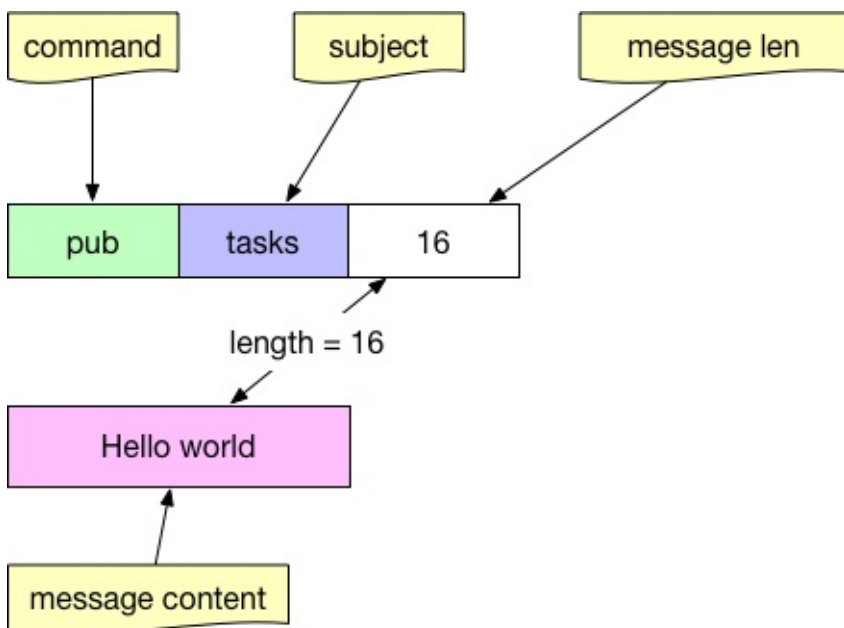 command
subject
message len
pub
tasks
16
length = 16
Hello world
message content